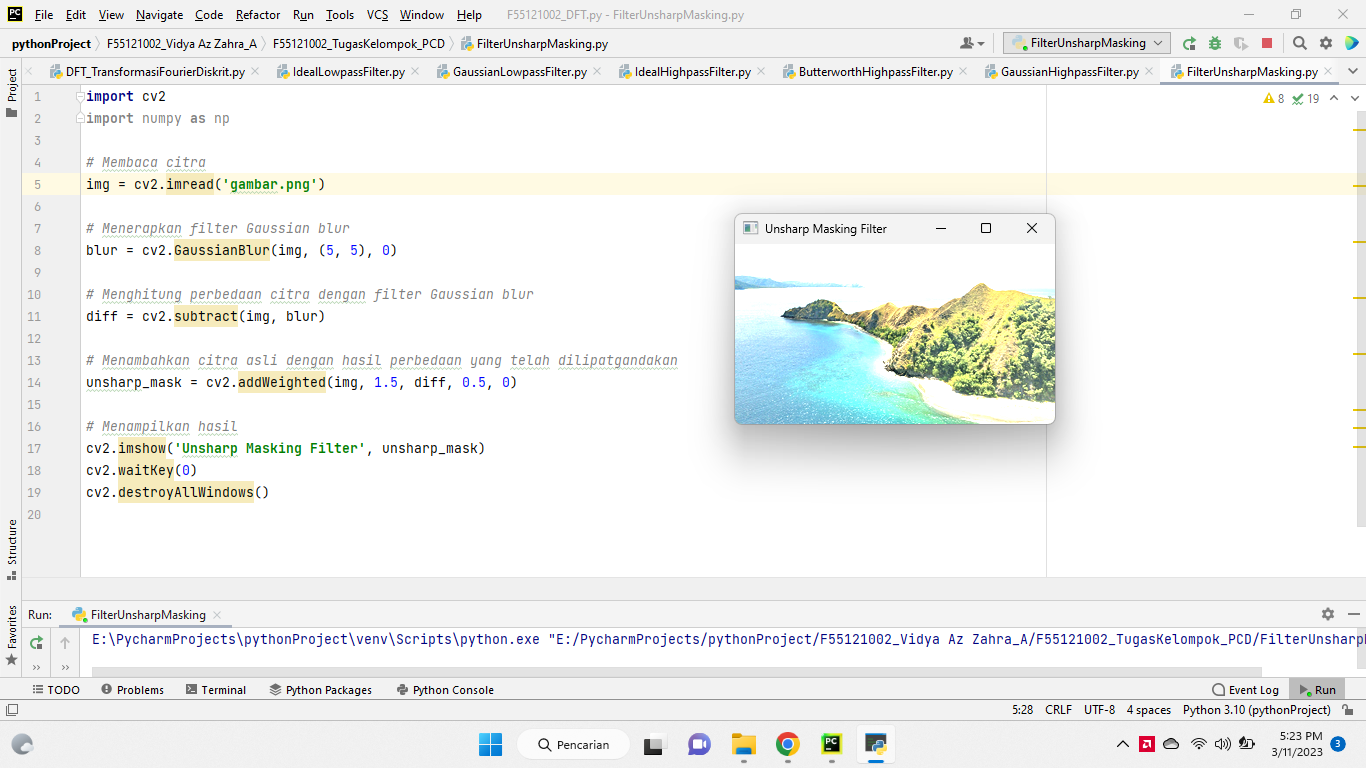 File Edit View Navigate Code Refactor Run Tools VCS Window Help F55121002_DFT.py - FilterUnsharpMasking.py
pythonProject F55121002_Vidya Az Zahra_A F55121002_TugasKelompok_PCD FilterUnsharpMasking.py FilterUnsharpMasking
Project
DFT_TransformasiFourierDiskrit.py IdealLowpassFilter.py GaussianLowpassFilter.py IdealHighpassFilter.py ButterworthHighpassFilter.py GaussianHighpassFilter.py FilterUnsharpMasking.py
8 19
1 import cv2
2 import numpy as np
3
4 # Membaca citra
5 img = cv2.imread('gambar.png')
6
7 # Menerapkan filter Gaussian blur
8 blur = cv2.GaussianBlur(img, (5, 5), 0)
9
10 # Menghitung perbedaan citra dengan filter Gaussian blur
11 diff = cv2.subtract(img, blur)
12
13 # Menambahkan citra asli dengan hasil perbedaan yang telah dilipatgandakan
14 unsharp_mask = cv2.addWeighted(img, 1.5, diff, 0.5, 0)
15
16 # Menampilkan hasil
17 cv2.imshow('Unsharp Masking Filter', unsharp_mask)
18 cv2.waitKey(0)
19 cv2.destroyAllWindows()
20
Unsharp Masking Filter
Structure
Favorites
Run: FilterUnsharpMasking
E:\PycharmProjects\pythonProject\venv\Scripts\python.exe "E:/PycharmProjects/pythonProject/F55121002_Vidya Az Zahra_A/F55121002_TugasKelompok_PCD/FilterUnsharp
TODO Problems Terminal Python Packages Python Console Event Log Run
5:28 CRLF UTF-8 4 spaces Python 3.10 (pythonProject)
Pencarian
5:23 PM
3/11/2023 3